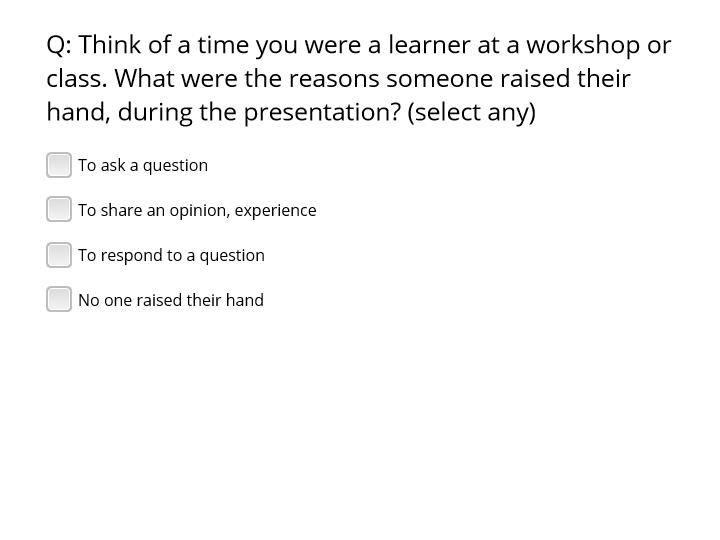 Q: Think of a time you were a learner at a workshop or
class. What were the reasons someone raised their
hand, during the presentation? (select any)
To ask a question
To share an opinion, experience
To respond to a question
No one raised their hand